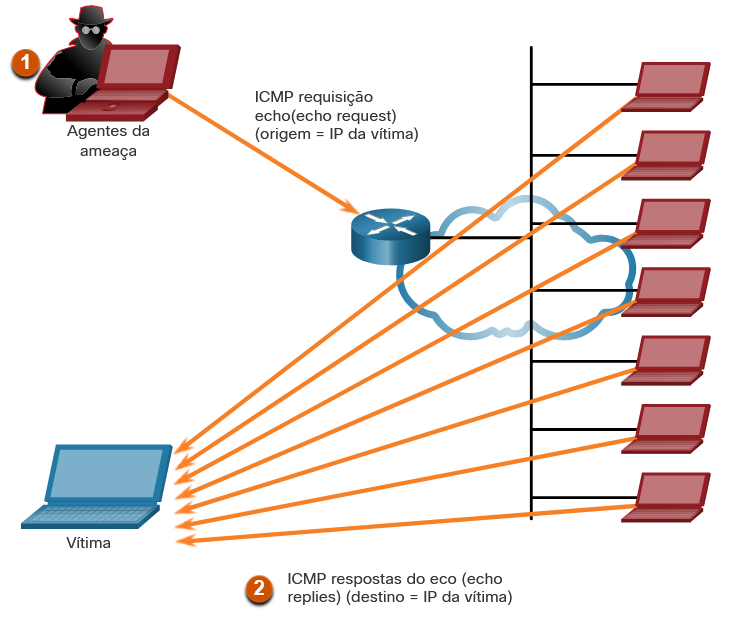 1
Agentes da
ameaça
ICMP requisição
echo(echo request)
(origem = IP da vítima)
Vítima
2
ICMP respostas do eco (echo
replies) (destino = IP da vítima)